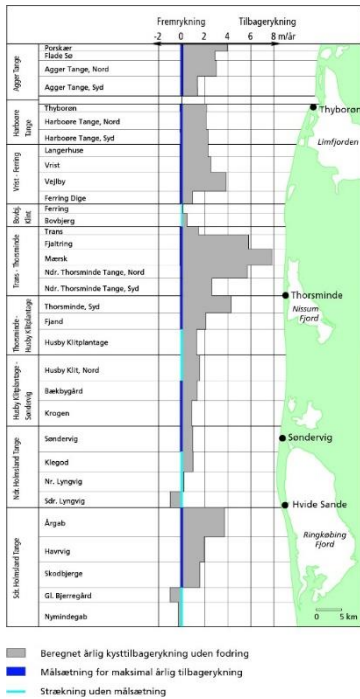 Fremrykning Tilbagerykning
-2 0 2 4 6 8 m/år
Agger Tange
Porskær
Flade Sø
Agger Tange, Nord
Agger Tange, Syd
Harboøre Tange
Thyborøn
Harboøre Tange, Nord
Harboøre Tange, Syd
Vrist - Ferring
Langerhuse
Vrist
Vejlby
Ferring Dige
Bovbj. Klint
Ferring
Bovbjerg
Trans - Thorsminde
Trans
Fjaltring
Mærsk
Ndr. Thorsminde Tange, Nord
Ndr. Thorsminde Tange, Syd
Thorsminde - Husby Klitplantage
Thorsminde, Syd
Fjand
Husby Klitplantage
Husby Klitplantage - Søndervig
Husby Klit, Nord
Bækbygård
Krogen
Ndr. Holmsland Tange
Søndervig
Klegod
Nr. Lyngvig
Sdr. Lyngvig
Sdr. Holmsland Tange
Årgab
Havrvig
Skodbjerge
Gl. Bjerregård
Nymindegab
Thyborøn
Limfjorden
Thorsminde
Nissum
Fjord
Søndervig
Hvide Sande
Ringkøbing
Fjord
0 5 km
Beregnet årlig kysttilbagerykning uden fodring
Målsætning for maksimal årlig tilbagerykning
Strækning uden målsætning